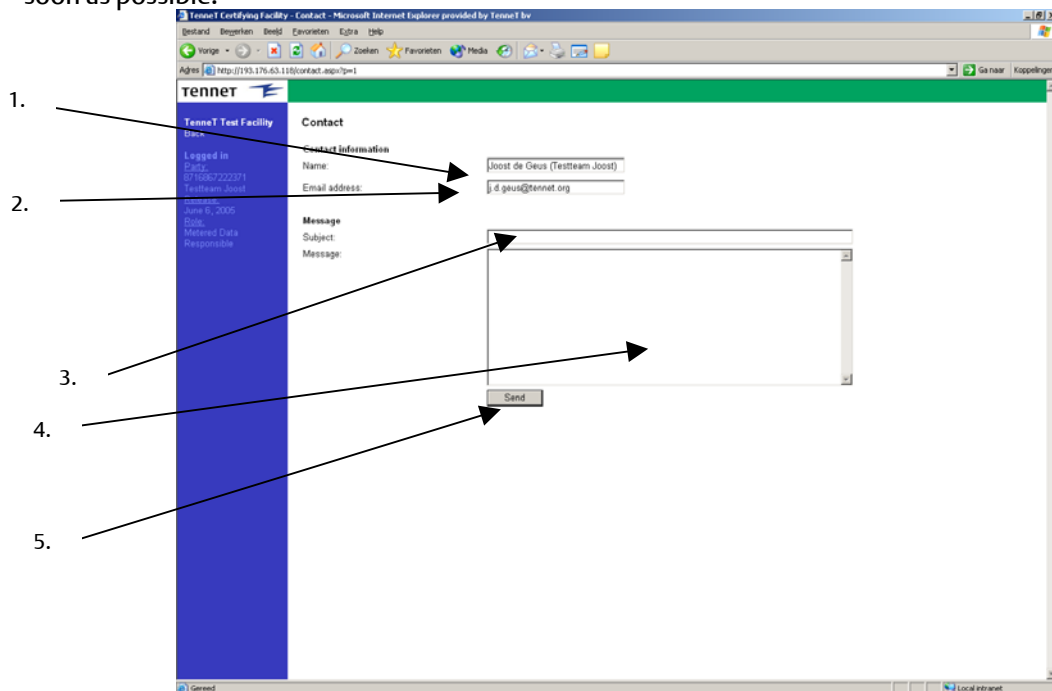 soon as possible.
TenneT Certifying Facility - Contact - Microsoft Internet Explorer provided by TenneT bv
Bestand Bewerken Beeld Favorieten Extra Help
Vorige Zoeken Favorieten Media
Adres http://193.176.63.118/contact.aspx?p=1 Ga naar Koppelingen
TenneT
1.
TenneT Test Facility Contact
Back
Contact information
Logged in
Party: Name: Joost de Geus (Testteam Joost)
8716867222371
Testteam Joost Email address: j.d.geus@tennet.org
Release:
2.
June 6, 2005
Role: Message
Metered Data Subject:
Responsible
Message:
3.
Send
4.
5.
Gereed Local intranet